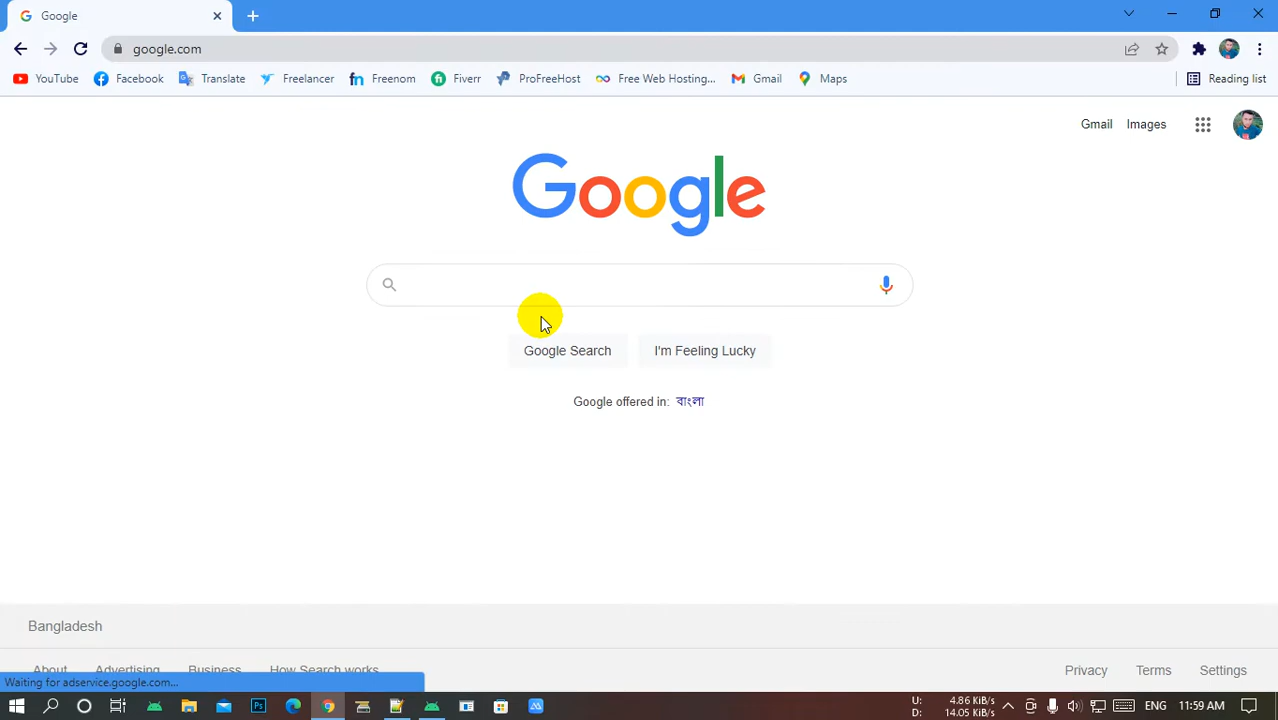 Google
google.com
YouTube Facebook Translate Freelancer Freenom Fiverr ProFreeHost Free Web Hosting... Gmail Maps Reading list
Gmail Images
Google
Google Search I'm Feeling Lucky
Google offered in: বাংলা
Bangladesh
About Advertising Business How Search works Privacy Terms Settings
Waiting for adservice.google.com...
U: 4.86 KiB/s
D: 14.05 KiB/s
ENG 11:59 AM